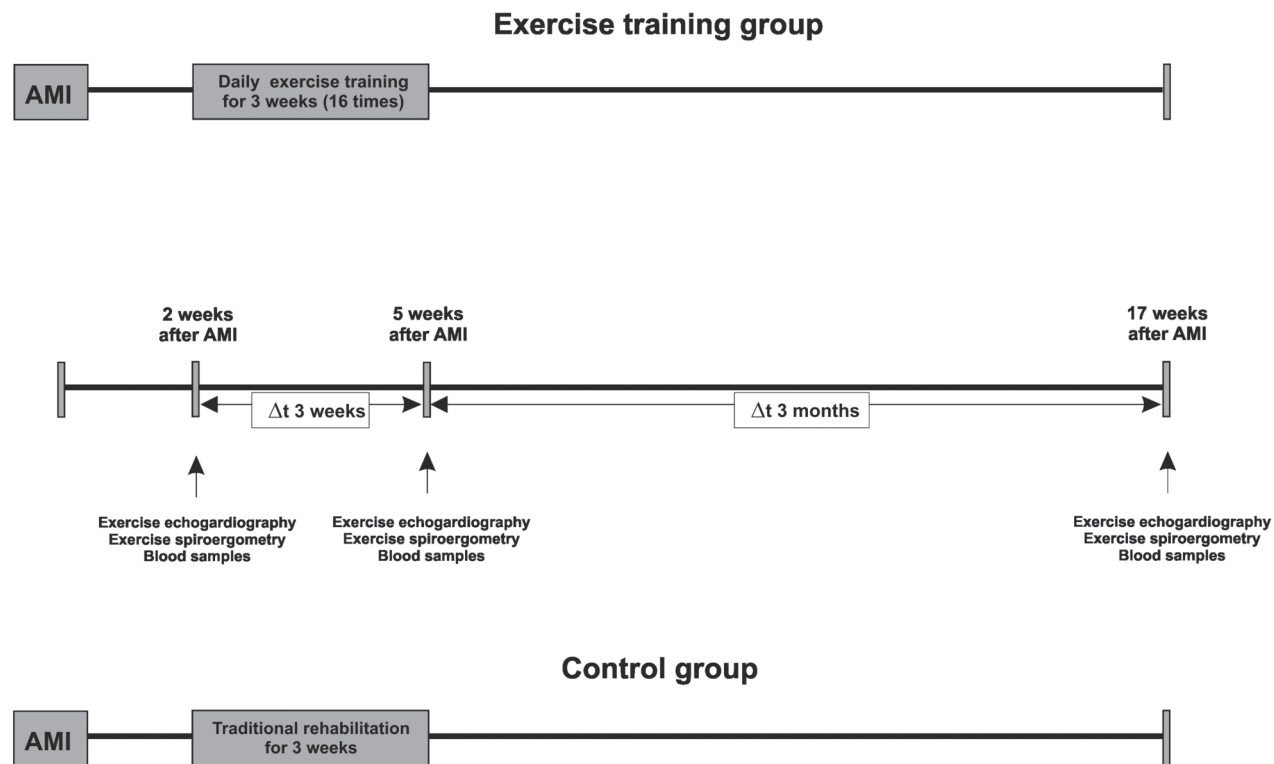 Exercise training group
AMI
Daily exercise training
for 3 weeks (16 times)
2 weeks
after AMI
5 weeks
after AMI
17 weeks
after AMI
Δt 3 weeks
Δt 3 months
Exercise echogardiography
Exercise spiroergometry
Blood samples
Exercise echogardiography
Exercise spiroergometry
Blood samples
Exercise echogardiography
Exercise spiroergometry
Blood samples
Control group
AMI
Traditional rehabilitation
for 3 weeks